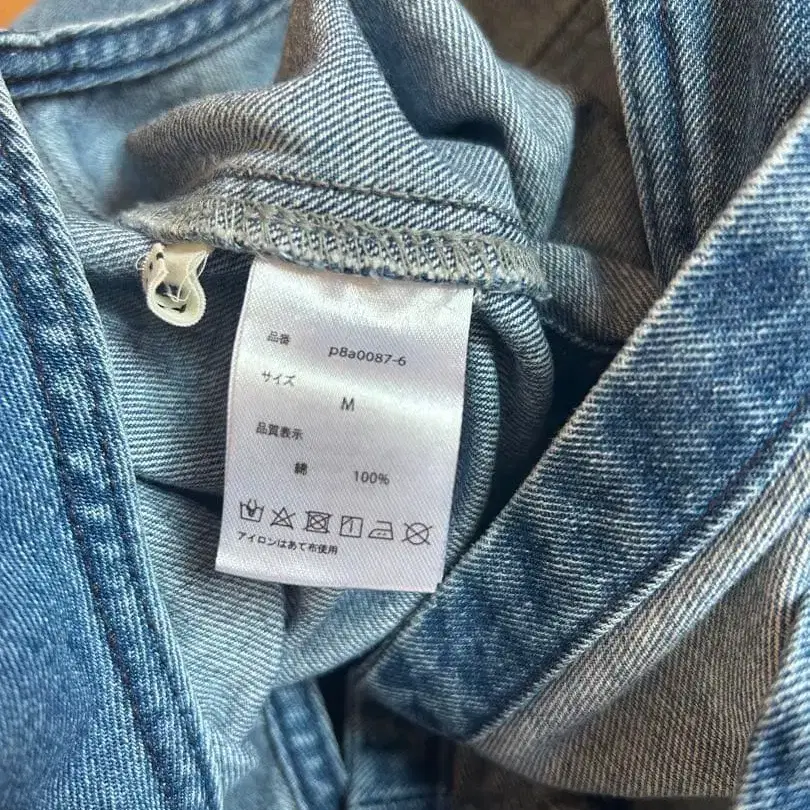 品番 p8a0087-6
サイズ
M
品質表示
綿 100%
アイロンはあて布使用